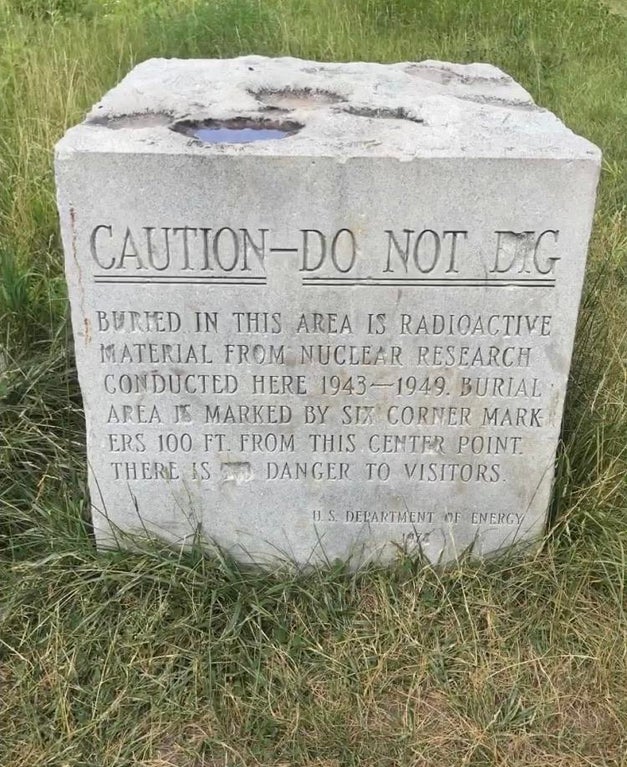 CAUTION—DO NOT DIG
BURIED IN THIS AREA IS RADIOACTIVE
MATERIAL FROM NUCLEAR RESEARCH
CONDUCTED HERE 1943—1949. BURIAL
AREA IS MARKED BY SIX CORNER MARK
ERS 100 FT. FROM THIS CENTER POINT.
THERE IS DANGER TO VISITORS.
U.S. DEPARTMENT OF ENERGY